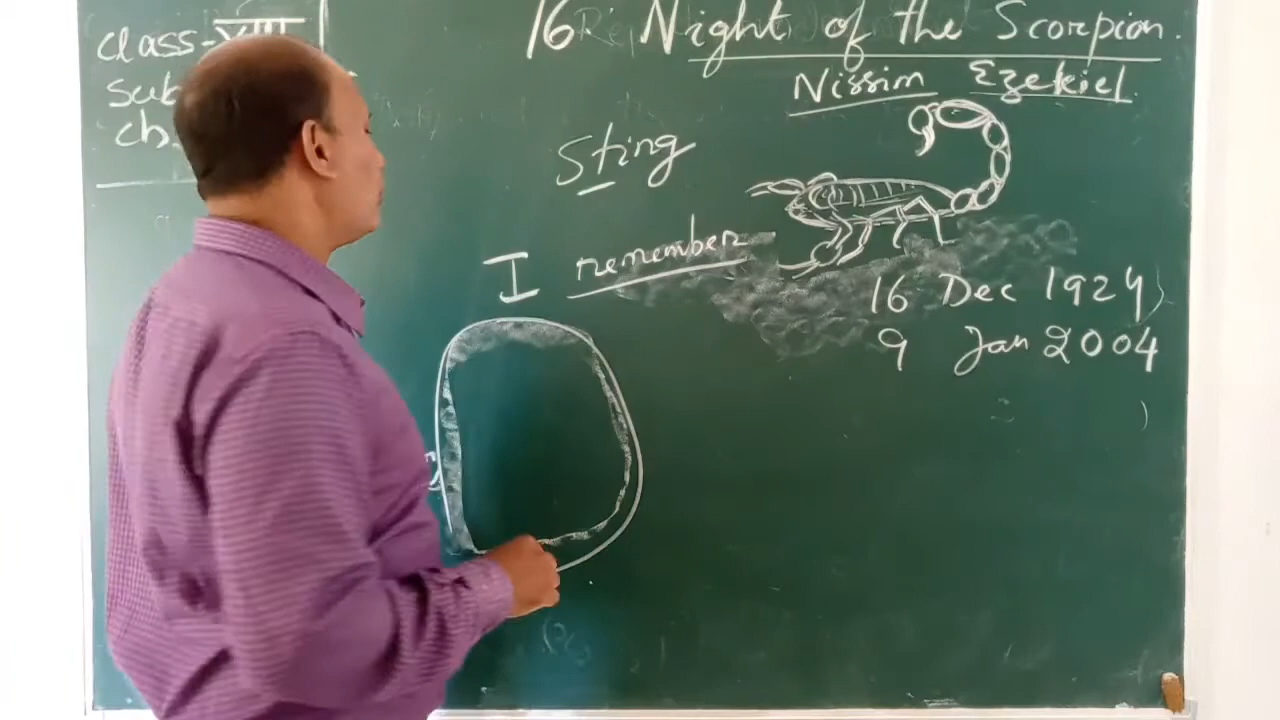 class-VIII
sub
ch
16 Night of the Scorpion.
Nissim Ezekiel.
Sting
I remember
16 Dec 1924
9 Jan 2004